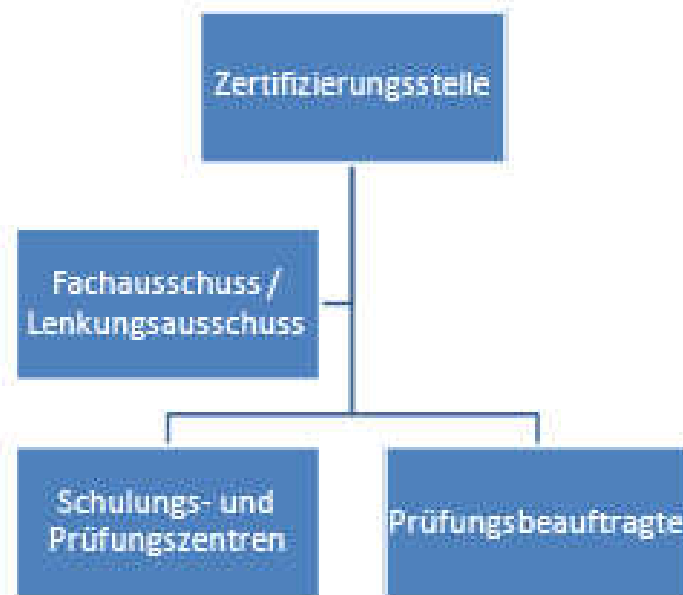 Zertifizierungsstelle
Fachausschuss /
Lenkungsausschuss
Schulungs- und
Prüfungszentren
Prüfungsbeauftragte